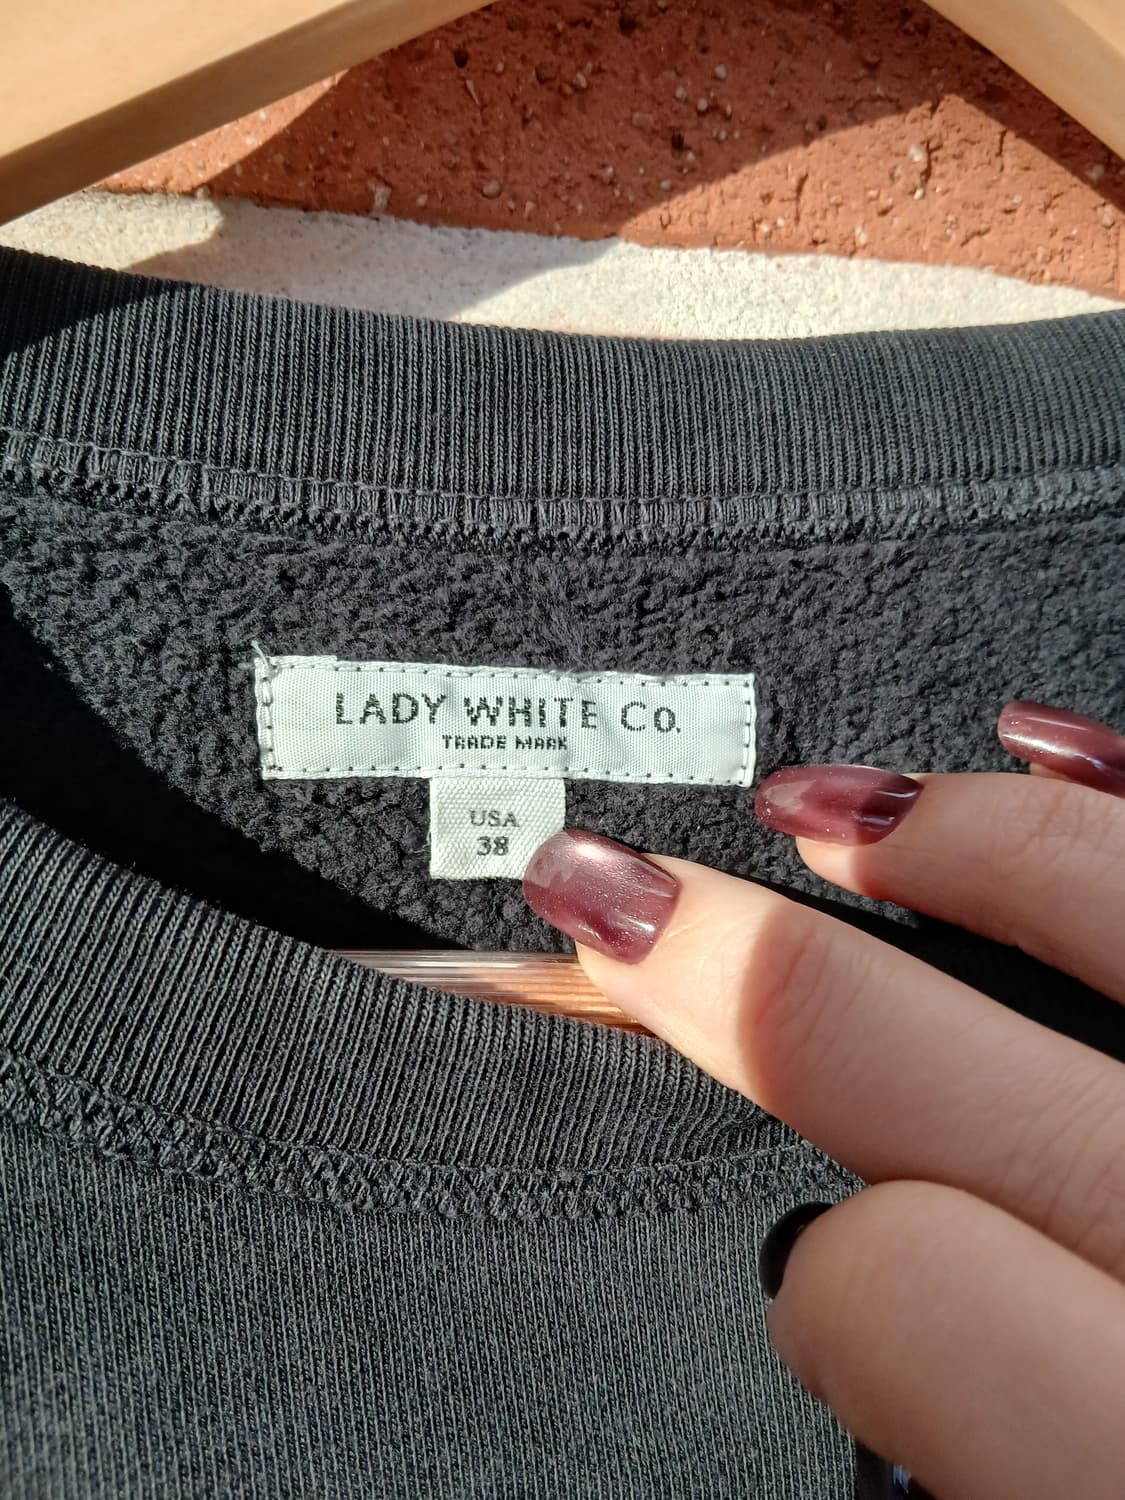 LADY WHITE Co.
TRADE MARK
USA
38